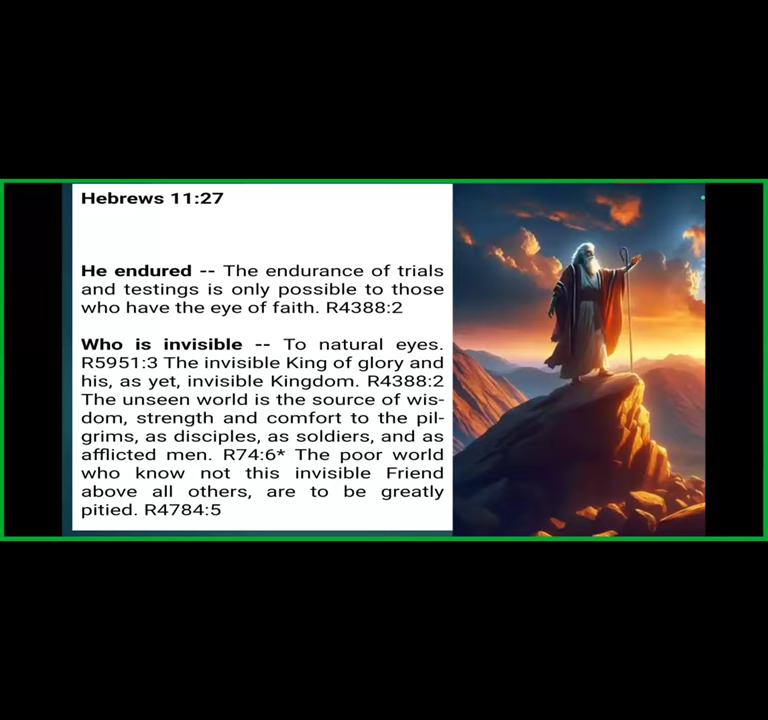 Hebrews 11:27
He endured -- The endurance of trials
and testings is only possible to those
who have the eye of faith. R4388:2
Who is invisible -- To natural eyes.
R5951:3 The invisible King of glory and
his, as yet, invisible Kingdom. R4388:2
The unseen world is the source of wis-
dom, strength and comfort to the pil-
grims, as disciples, as soldiers, and as
afflicted men. R74:6* The poor world
who know not this invisible Friend
above all others, are to be greatly
pitied. R4784:5